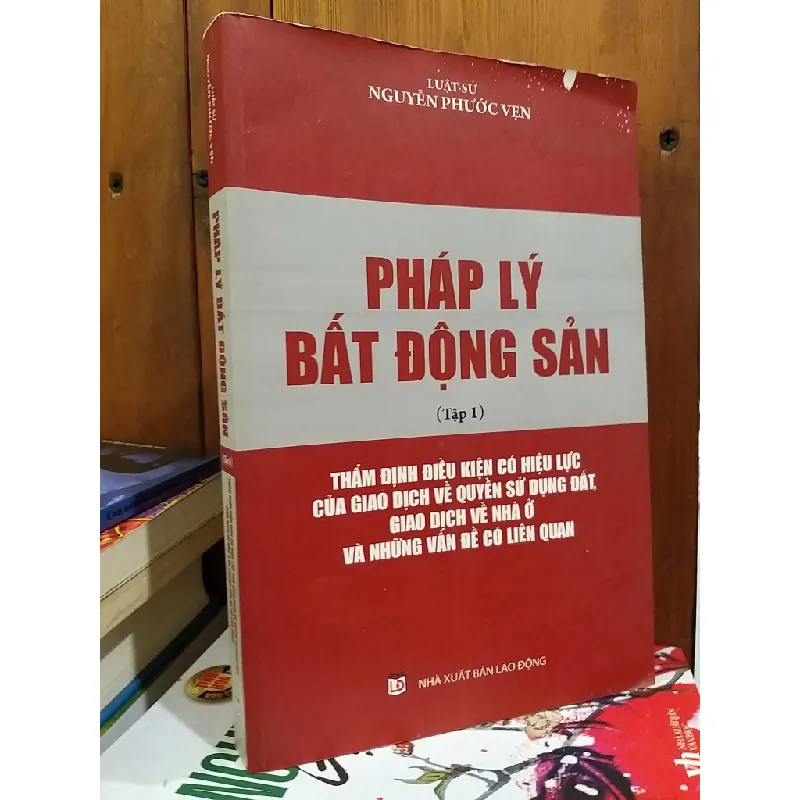 LUẬT-SƯ
NGUYỄN PHƯỚC VẸN
PHÁP LÝ
BẤT ĐỘNG SẢN
(Tập 1)
THẨM ĐỊNH ĐIỀU KIỆN CÓ HIỆU LỰC
CỦA GIAO DỊCH VỀ QUYỀN SỬ DỤNG ĐẤT,
GIAO DỊCH VỀ NHÀ Ở
VÀ NHỮNG VẤN ĐỀ CÓ LIÊN QUAN
LĐ NHÀ XUẤT BẢN LAO ĐỘNG
PHÁP LÝ BẤT ĐỘNG SẢN